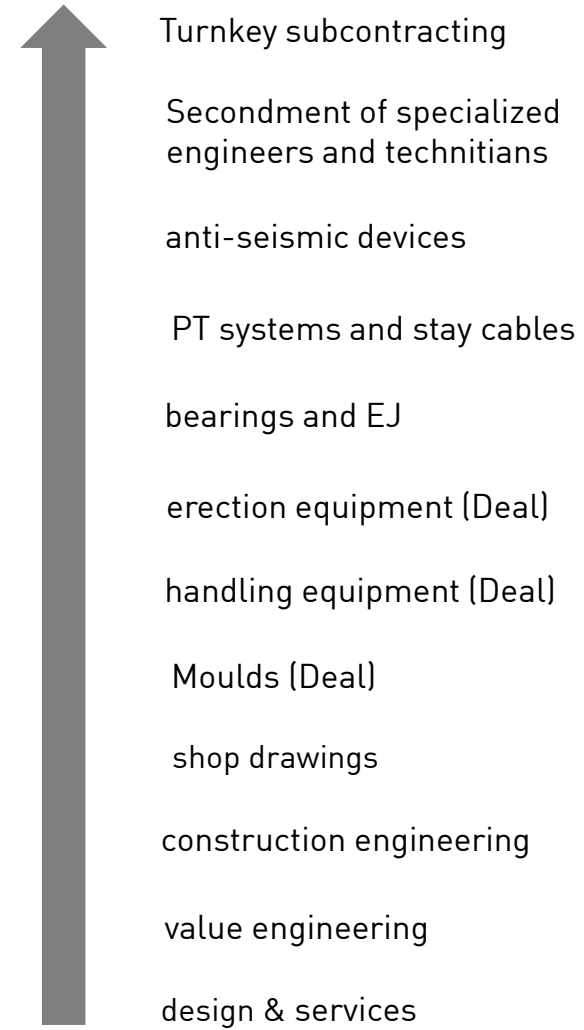 Turnkey subcontracting
Secondment of specialized
engineers and technitians
anti-seismic devices
PT systems and stay cables
bearings and EJ
erection equipment (Deal)
handling equipment (Deal)
Moulds (Deal)
shop drawings
construction engineering
value engineering
design & services